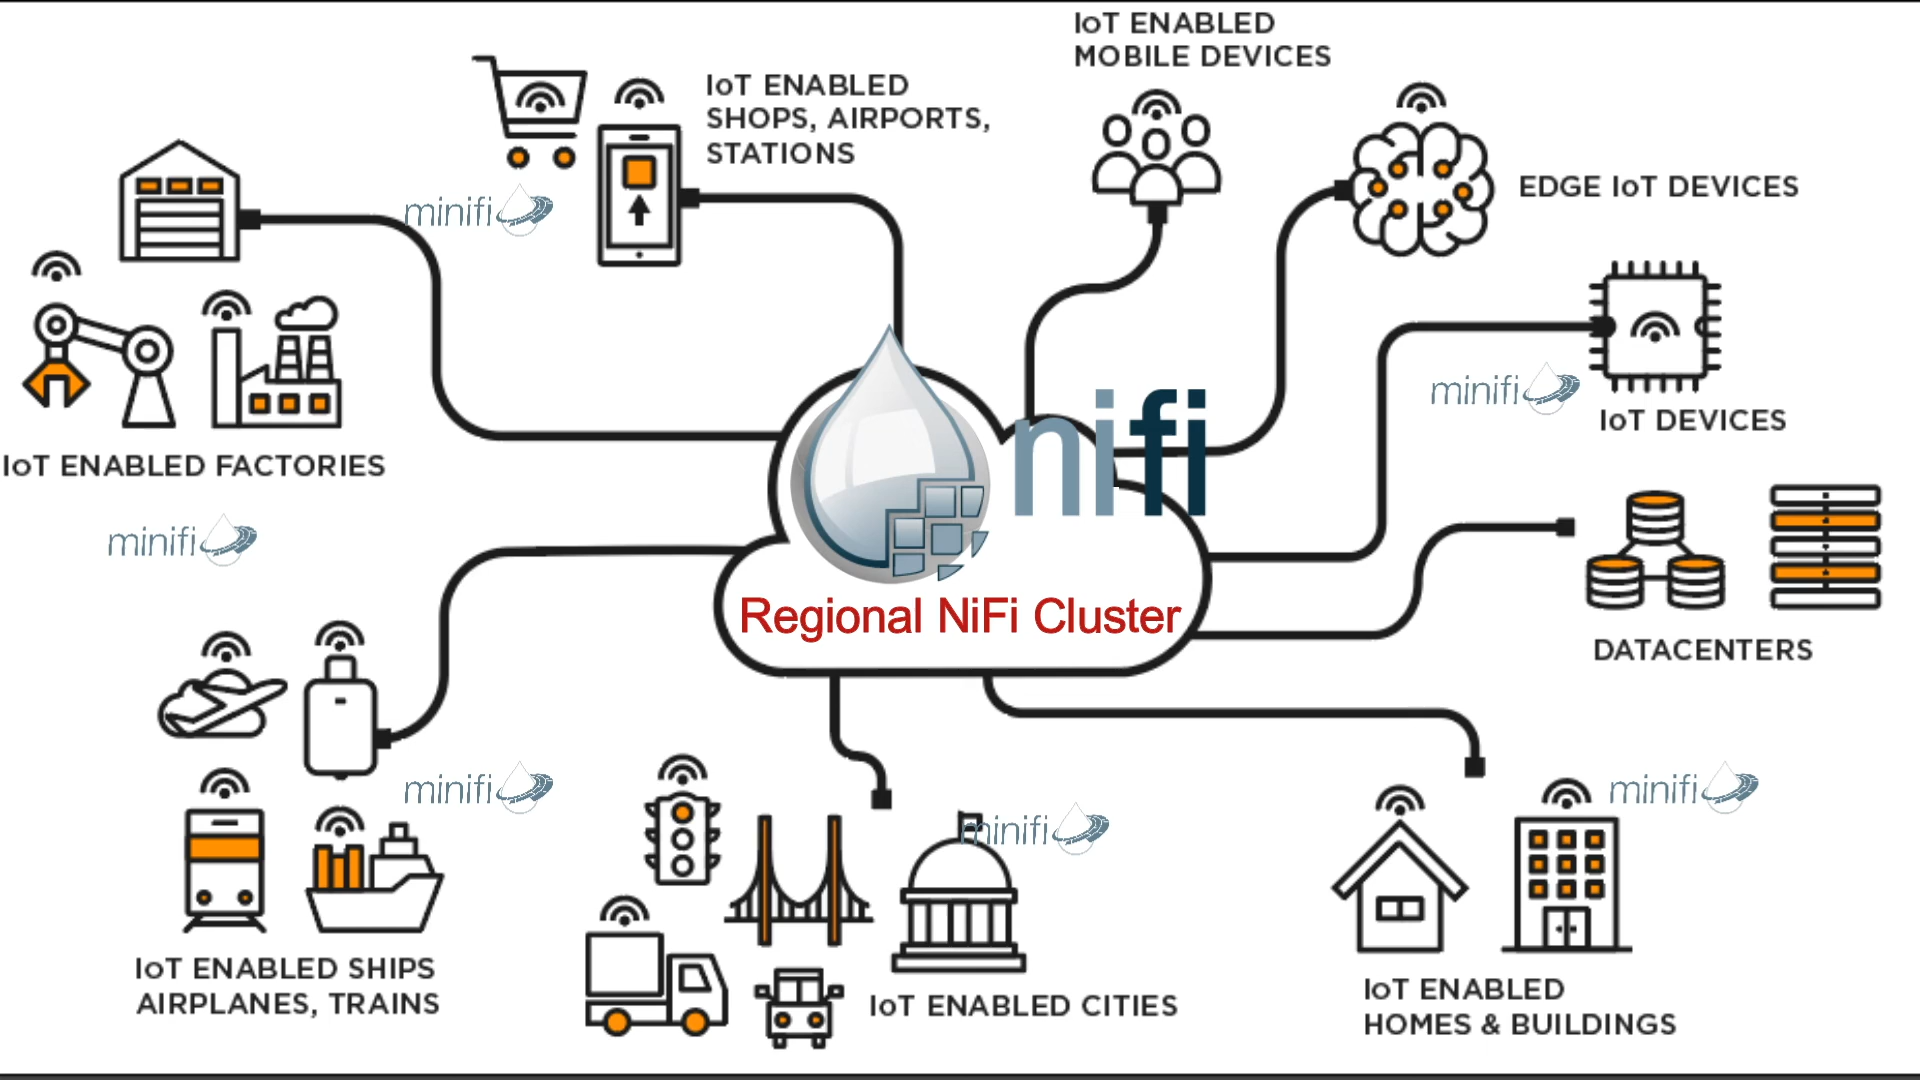 IoT ENABLED
MOBILE DEVICES
IoT ENABLED
SHOPS, AIRPORTS,
STATIONS
minifi
EDGE IoT DEVICES
minifi
IoT DEVICES
nifi
IoT ENABLED FACTORIES
minifi
Regional NiFi Cluster
DATACENTERS
minifi
minifi
minifi
IoT ENABLED SHIPS
AIRPLANES, TRAINS
IoT ENABLED CITIES
IoT ENABLED
HOMES & BUILDINGS